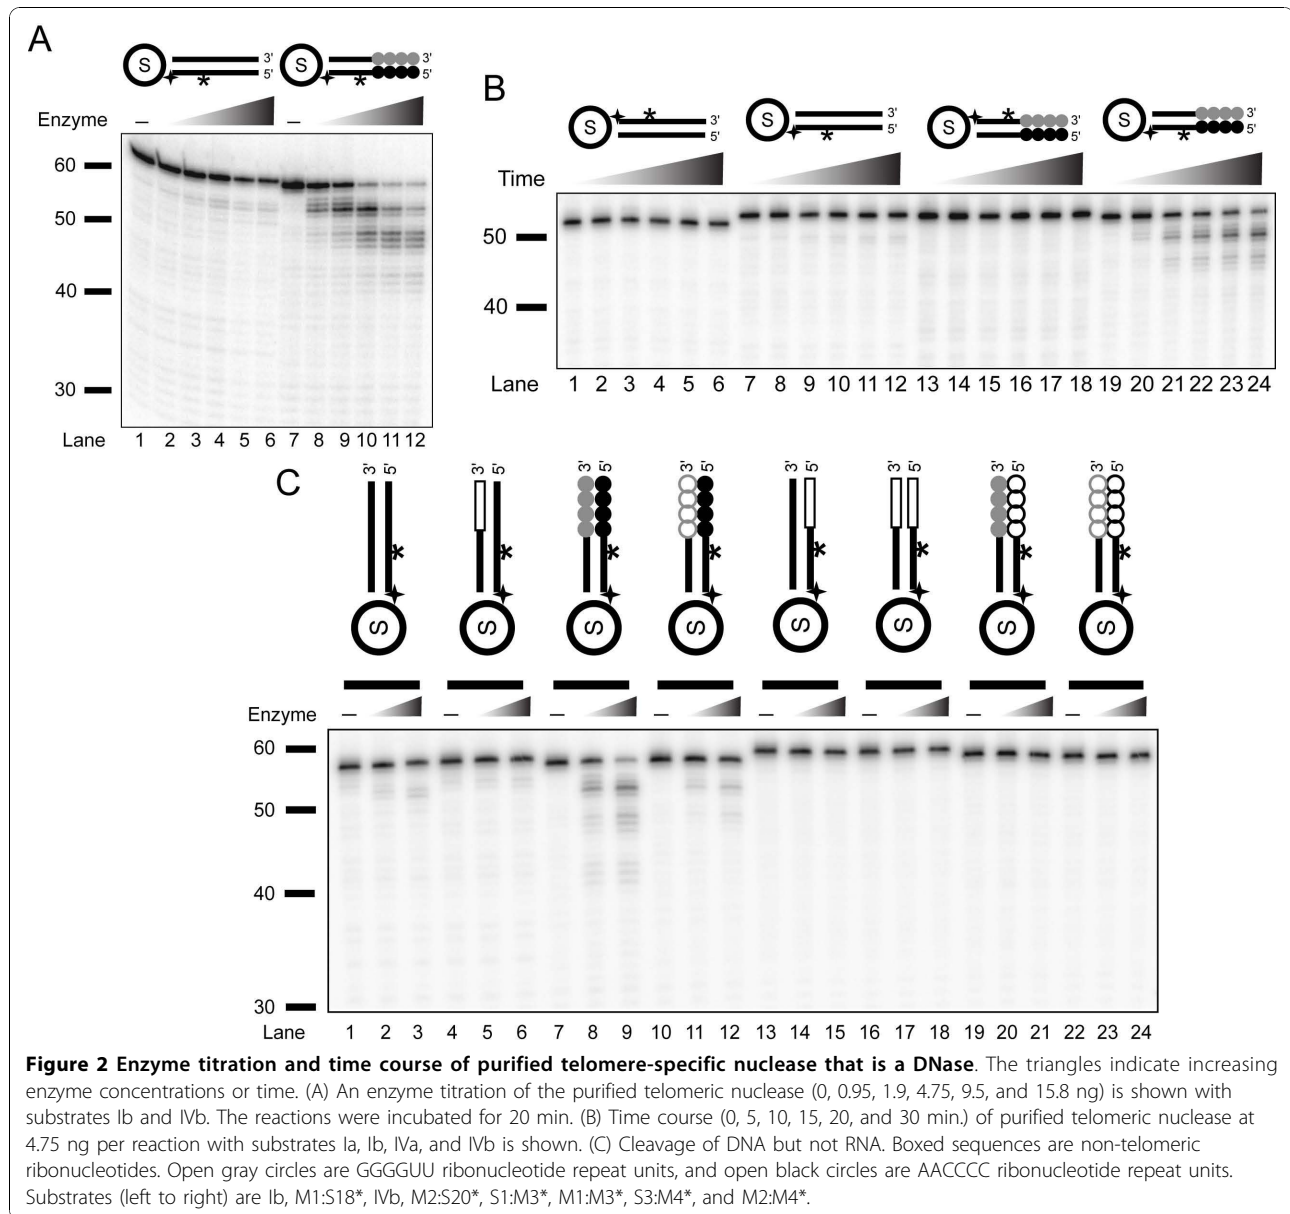 A
S
3'
5'
*
S
3'
5'
*
Enzyme
–
–
60
50
40
30
Lane 1 2 3 4 5 6 7 8 9 10 11 12
B
S
*
3'
5'
S
3'
5'
*
S
*
3'
5'
S
3'
5'
*
Time
50
40
Lane 1 2 3 4 5 6 7 8 9 10 11 12 13 14 15 16 17 18 19 20 21 22 23 24
C
3' 5' 3' 5' 3' 5' 3' 5' 3' 5' 3' 5' 3' 5' 3' 5'
* * * * * * * *
S S S S S S S S
Enzyme – – – – – – – –
60
50
40
30
Lane 1 2 3 4 5 6 7 8 9 10 11 12 13 14 15 16 17 18 19 20 21 22 23 24
Figure 2 Enzyme titration and time course of purified telomere-specific nuclease that is a DNase. The triangles indicate increasing
enzyme concentrations or time. (A) An enzyme titration of the purified telomeric nuclease (0, 0.95, 1.9, 4.75, 9.5, and 15.8 ng) is shown with
substrates Ib and IVb. The reactions were incubated for 20 min. (B) Time course (0, 5, 10, 15, 20, and 30 min.) of purified telomeric nuclease at
4.75 ng per reaction with substrates Ia, Ib, IVa, and IVb is shown. (C) Cleavage of DNA but not RNA. Boxed sequences are non-telomeric
ribonucleotides. Open gray circles are GGGGUU ribonucleotide repeat units, and open black circles are AACCCC ribonucleotide repeat units.
Substrates (left to right) are Ib, M1:S18*, IVb, M2:S20*, S1:M3*, M1:M3*, S3:M4*, and M2:M4*.